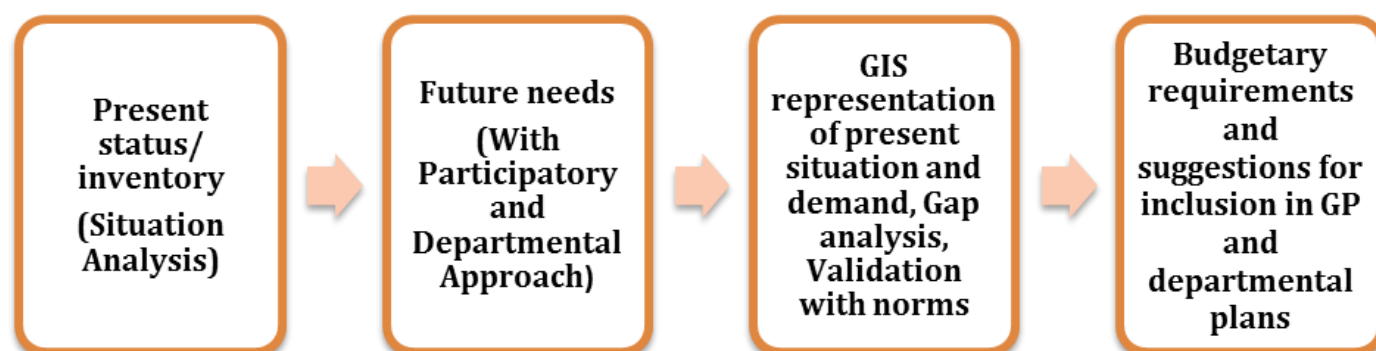 Present
status/
inventory
(Situation
Analysis)
Future needs
(With
Participatory
and
Departmental
Approach)
GIS
representation
of present
situation and
demand, Gap
analysis,
Validation
with norms
Budgetary
requirements
and
suggestions for
inclusion in GP
and
departmental
plans